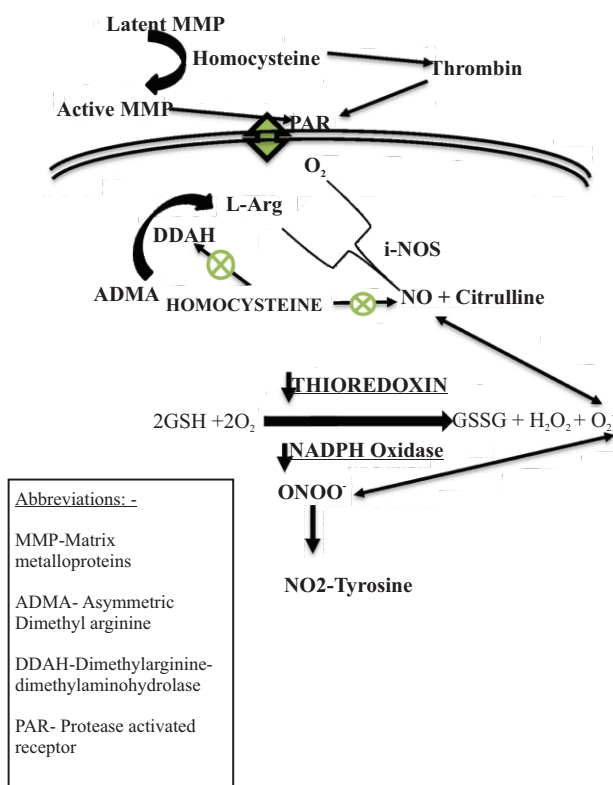 Latent MMP
Homocysteine
Thrombin
Active MMP
PAR
O₂
L-Arg
DDAH
i-NOS
ADMA
HOMOCYSTEINE
NO + Citrulline
THIOREDOXIN
2GSH +2O₂
GSSG + H₂O₂ + O₂⁻
NADPH Oxidase
ONOO⁻
NO2-Tyrosine
Abbreviations: -
MMP-Matrix
metalloproteins
ADMA- Asymmetric
Dimethyl arginine
DDAH-Dimethylarginine-
dimethylaminohydrolase
PAR- Protease activated
receptor